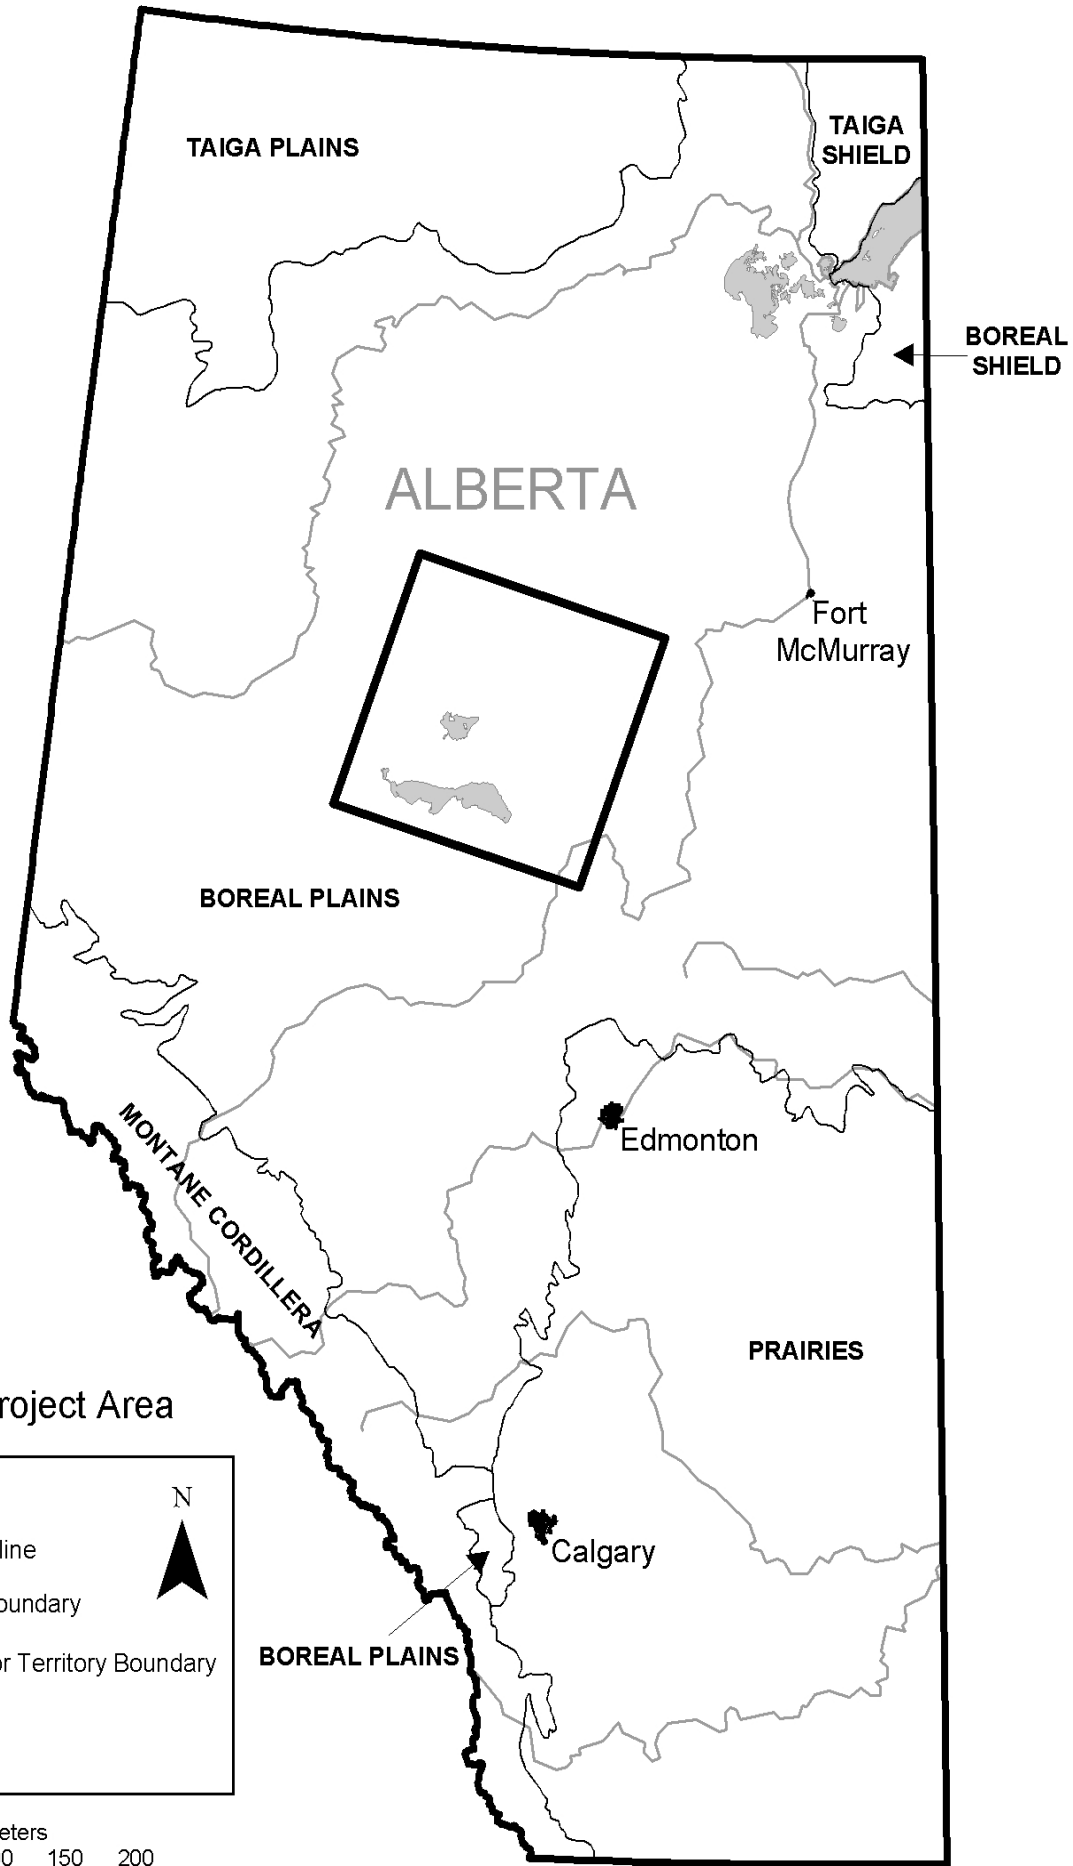 TAIGA PLAINS
TAIGA
SHIELD
BOREAL
SHIELD
ALBERTA
Fort
McMurray
BOREAL PLAINS
Edmonton
MONTANE CORDILLERA
PRAIRIES
roject Area
N
line
oundary
or Territory Boundary
Calgary
BOREAL PLAINS
eters
0 150 200